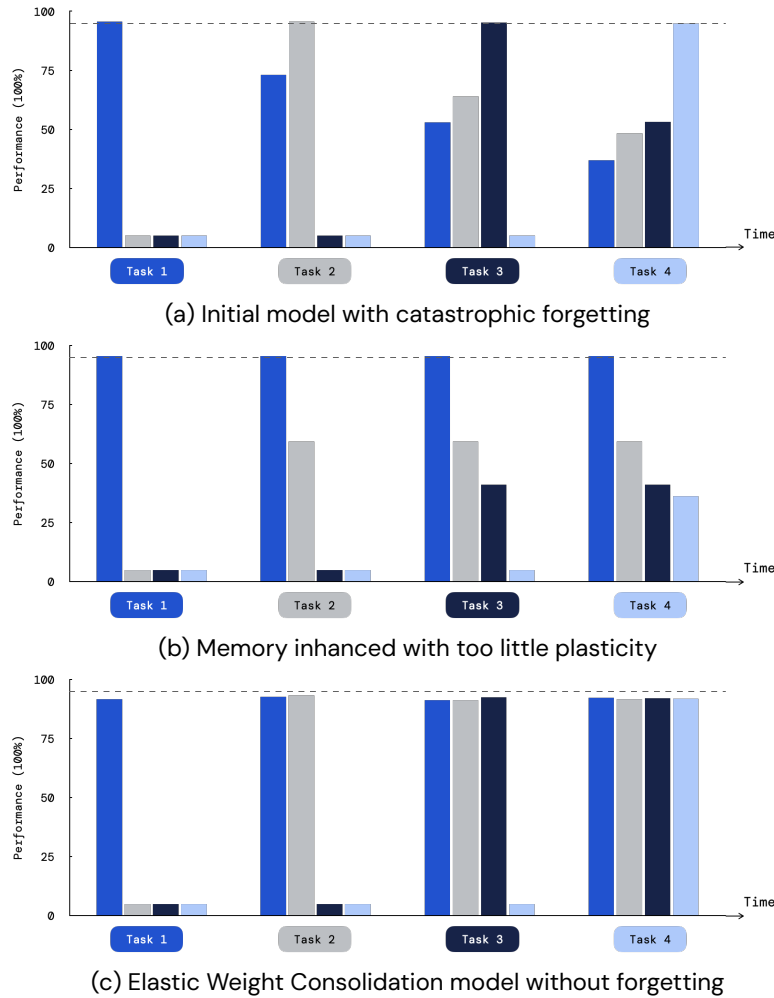 100
75
50
25
0
Performance (100%)
Time
Task 1 Task 2 Task 3 Task 4
(a) Initial model with catastrophic forgetting
100
75
50
25
0
Performance (100%)
Time
Task 1 Task 2 Task 3 Task 4
(b) Memory inhanced with too little plasticity
100
75
50
25
0
Performance (100%)
Time
Task 1 Task 2 Task 3 Task 4
(c) Elastic Weight Consolidation model without forgetting